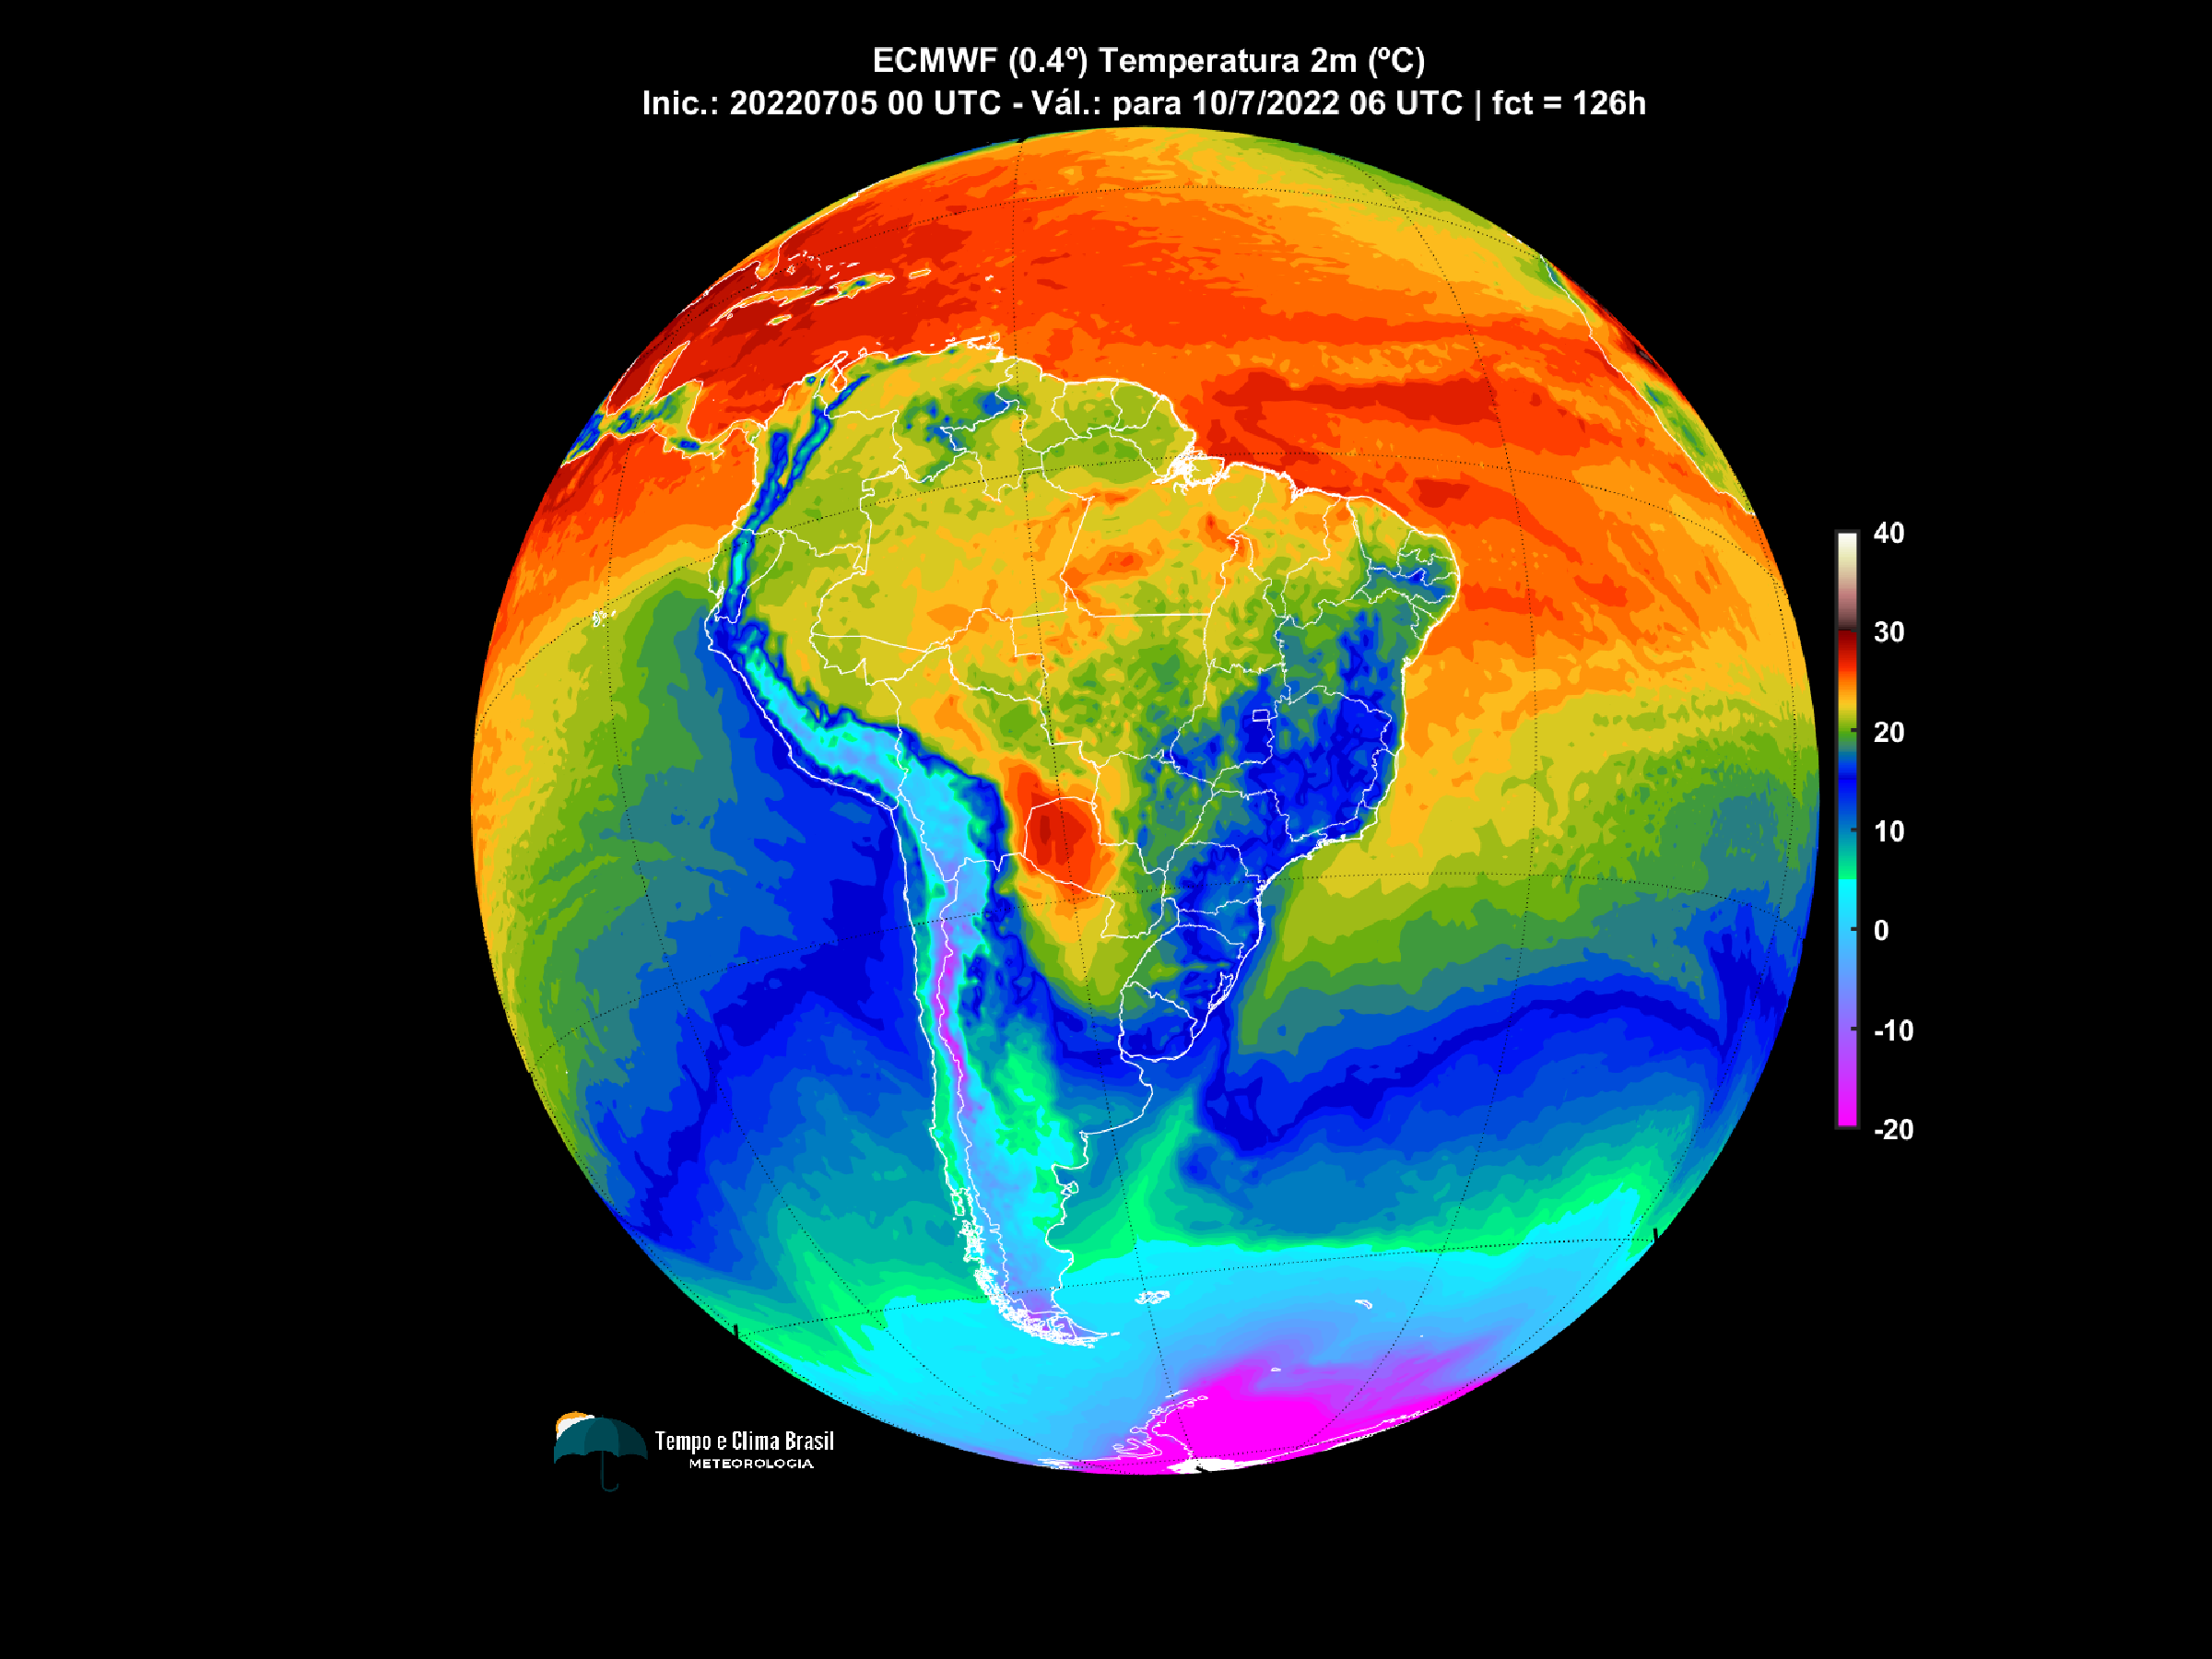 ECMWF (0.4º) Temperatura 2m (ºC)
Inic.: 20220705 00 UTC - Vál.: para 10/7/2022 06 UTC | fct = 126h
40
30
20
10
0
-10
-20
Tempo e Clima Brasil
METEOROLOGIA